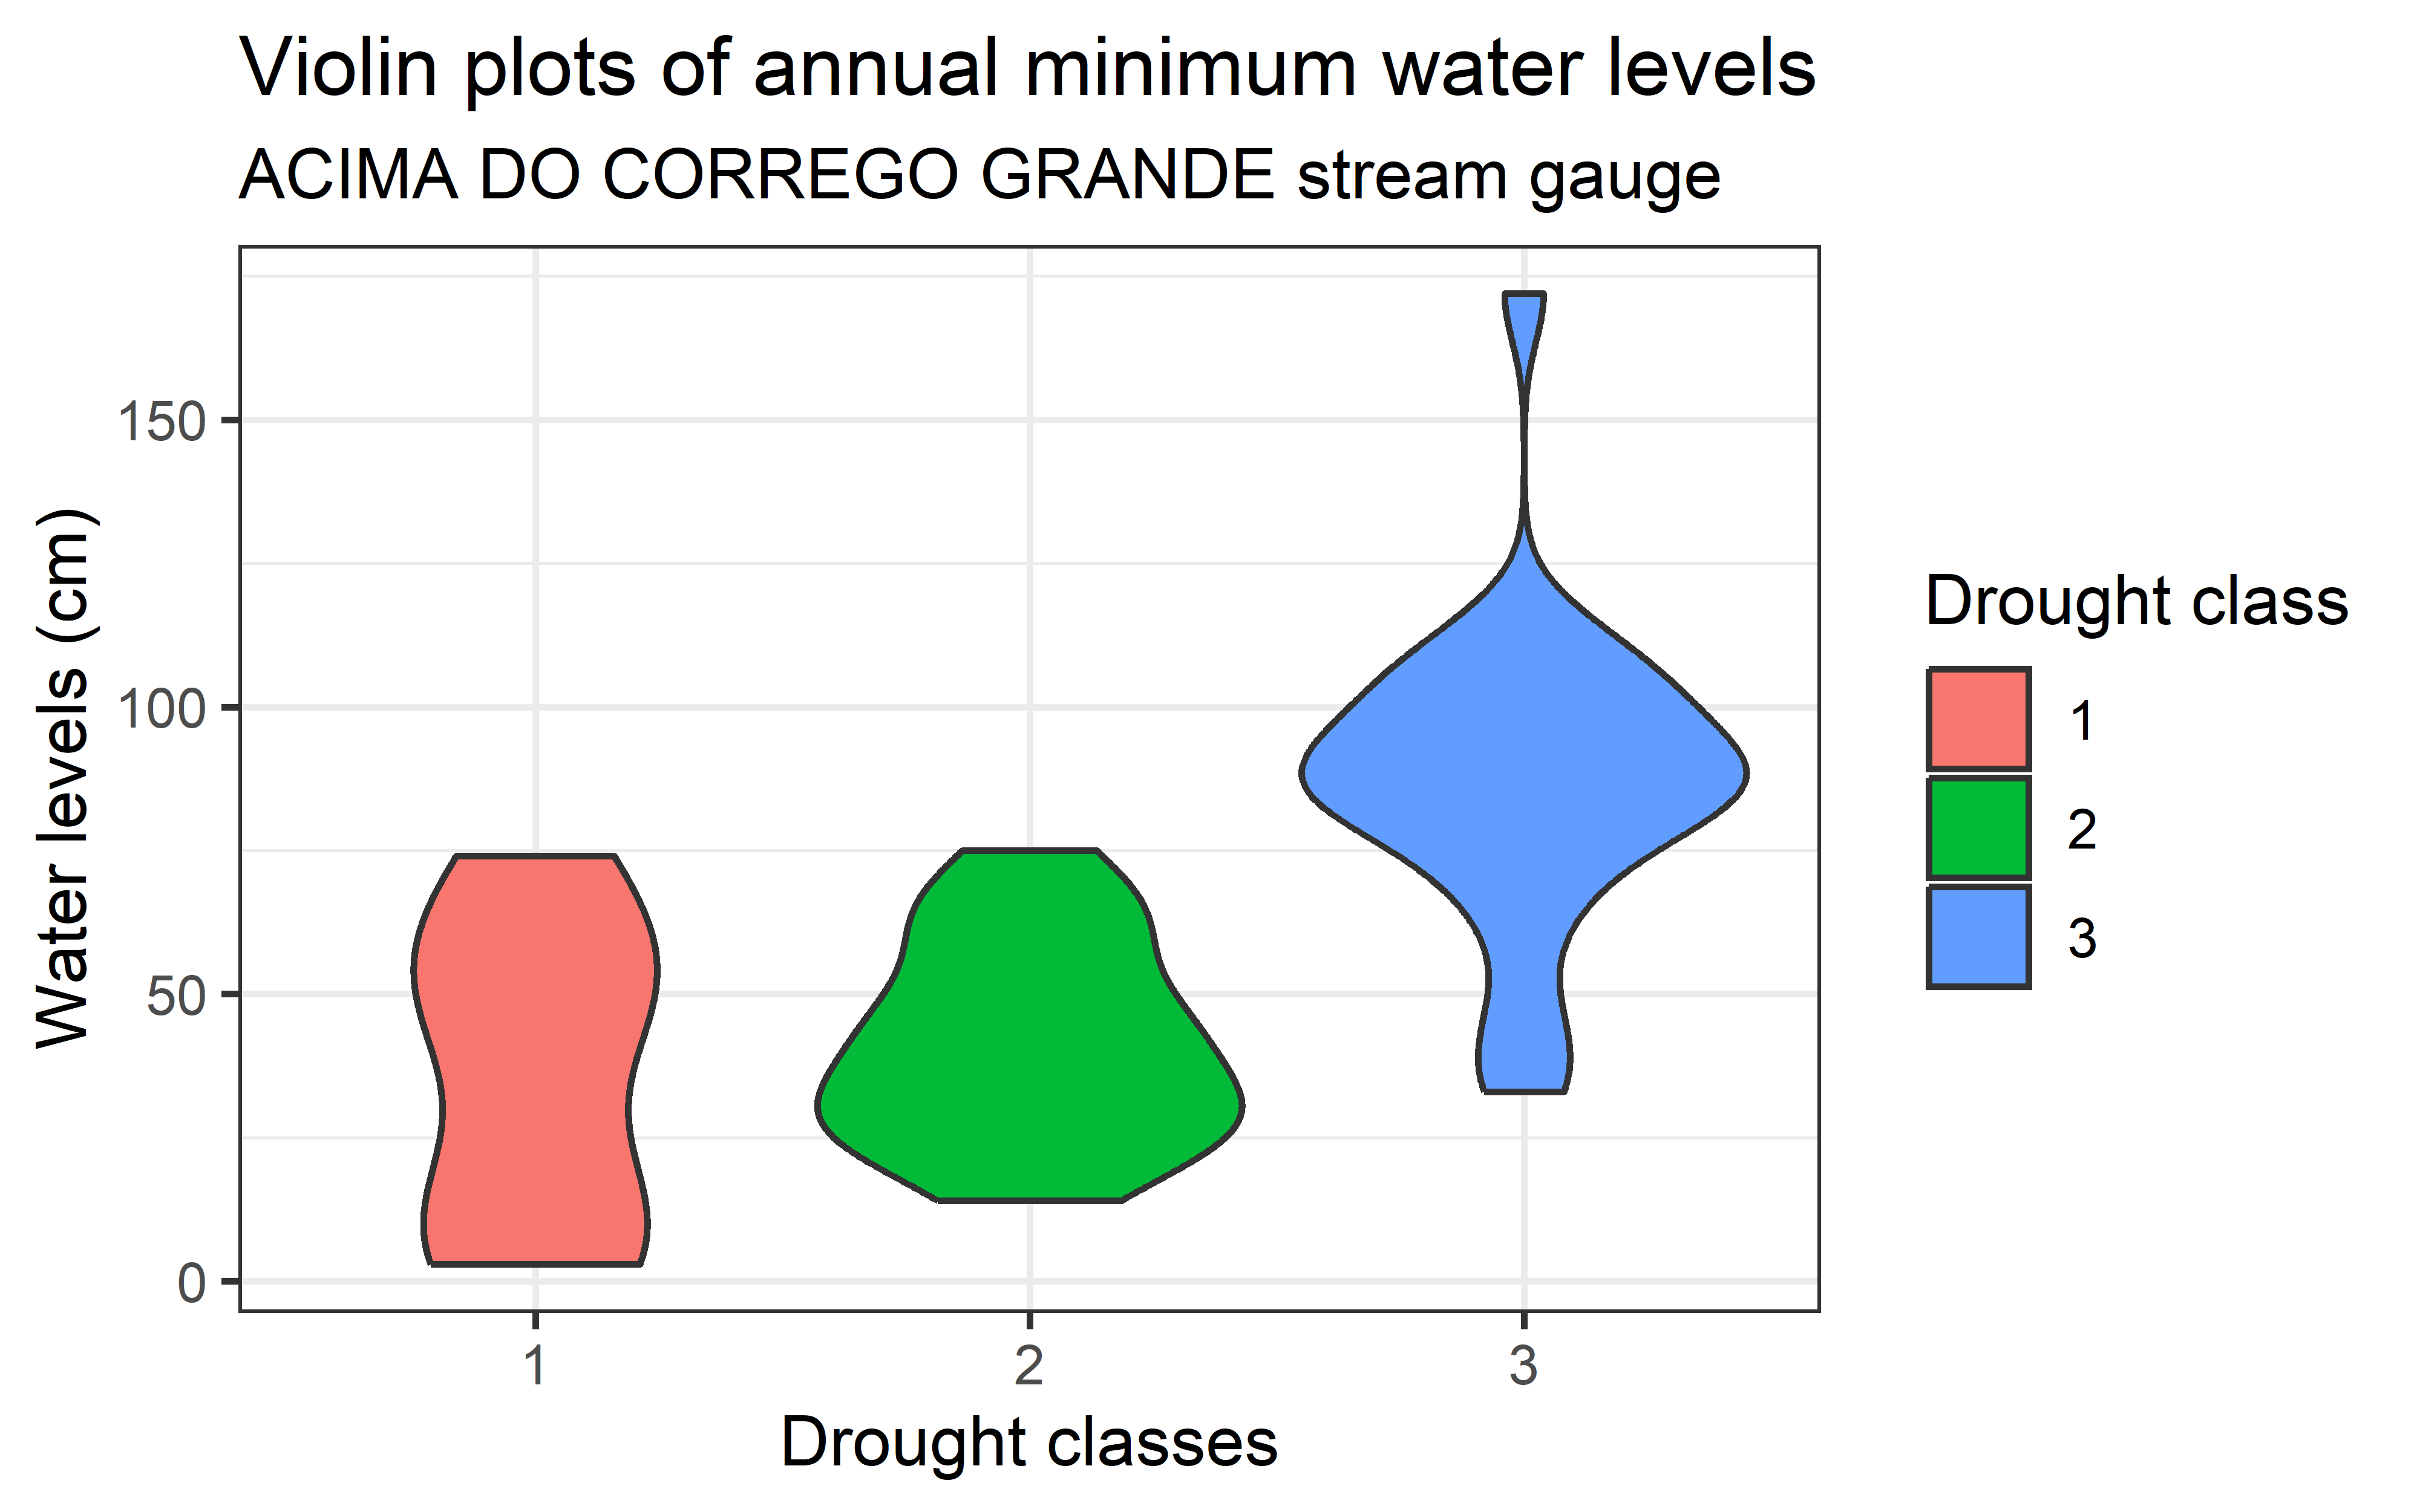 Violin plots of annual minimum water levels
ACIMA DO CORREGO GRANDE stream gauge
Water levels (cm)
150
100
50
0
1
2
3
Drought classes
Drought class
1
2
3